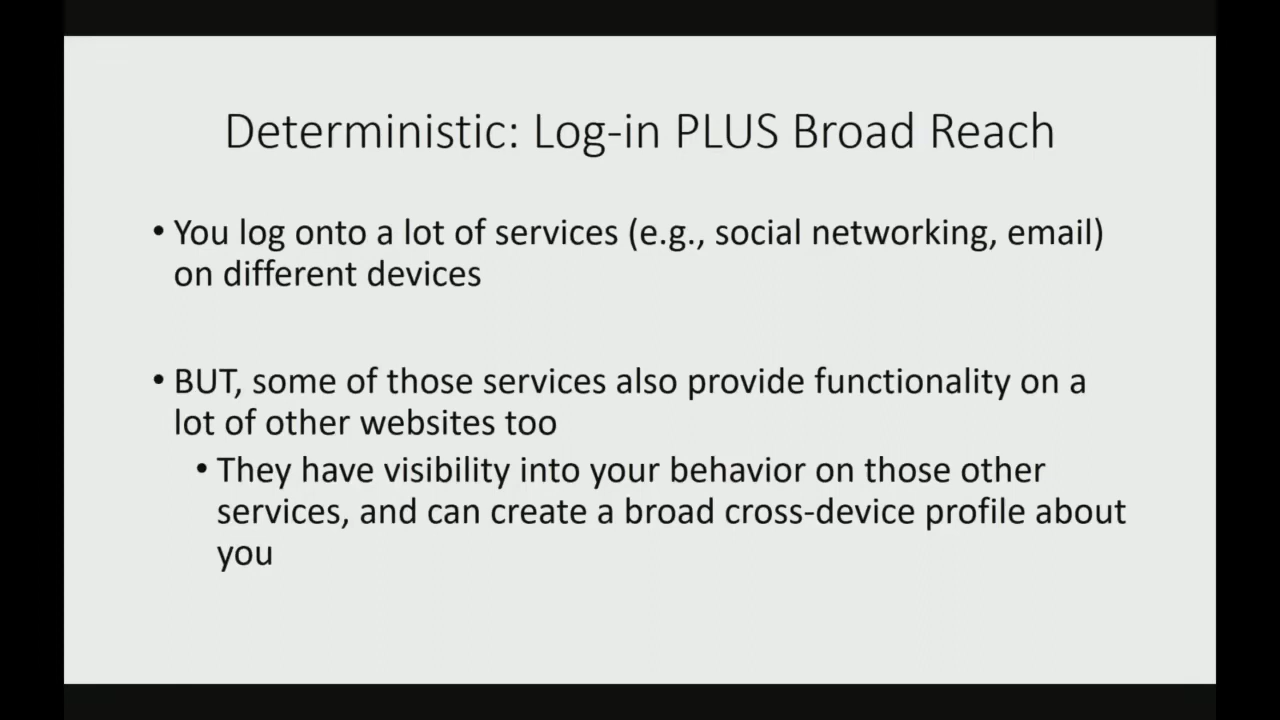 Deterministic: Log-in PLUS Broad Reach
• You log onto a lot of services (e.g., social networking, email)
on different devices
• BUT, some of those services also provide functionality on a
lot of other websites too
• They have visibility into your behavior on those other
services, and can create a broad cross-device profile about
you